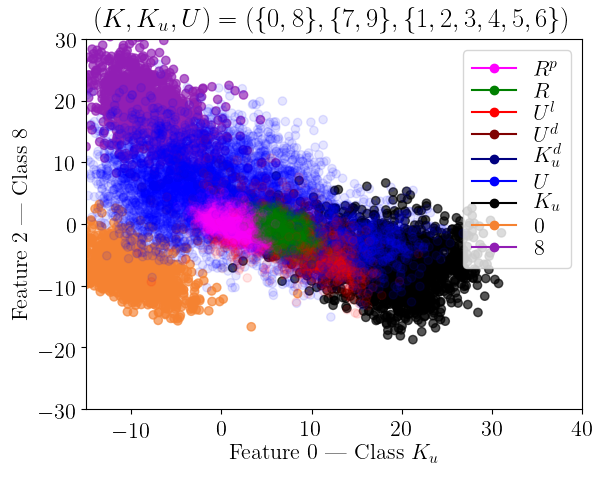 (K, K_u, U) = ({0, 8}, {7, 9}, {1, 2, 3, 4, 5, 6})
30
20
10
0
−10
−20
−30
Feature 2 — Class 8
R^p
R
U^l
U^d
K_u^d
U
K_u
0
8
−10
0
10
20
30
40
Feature 0 — Class K_u